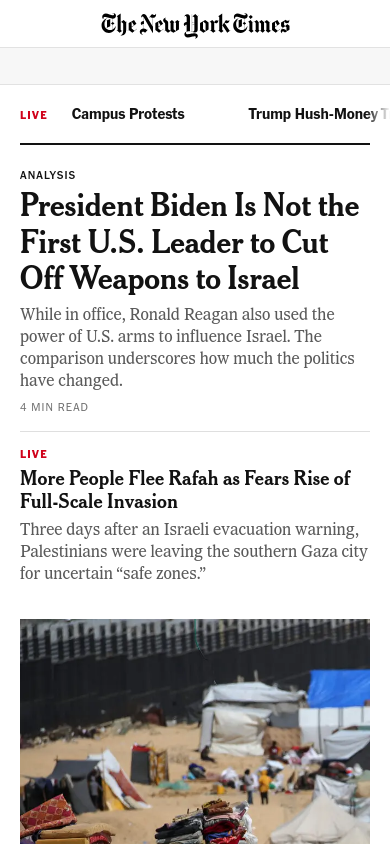 The New York Times
LIVE
Campus Protests
Trump Hush-Money
ANALYSIS
President Biden Is Not the
First U.S. Leader to Cut
Off Weapons to Israel
While in office, Ronald Reagan also used the
power of U.S. arms to influence Israel. The
comparison underscores how much the politics
have changed.
4 MIN READ
LIVE
More People Flee Rafah as Fears Rise of
Full-Scale Invasion
Three days after an Israeli evacuation warning,
Palestinians were leaving the southern Gaza city
for uncertain “safe zones.”